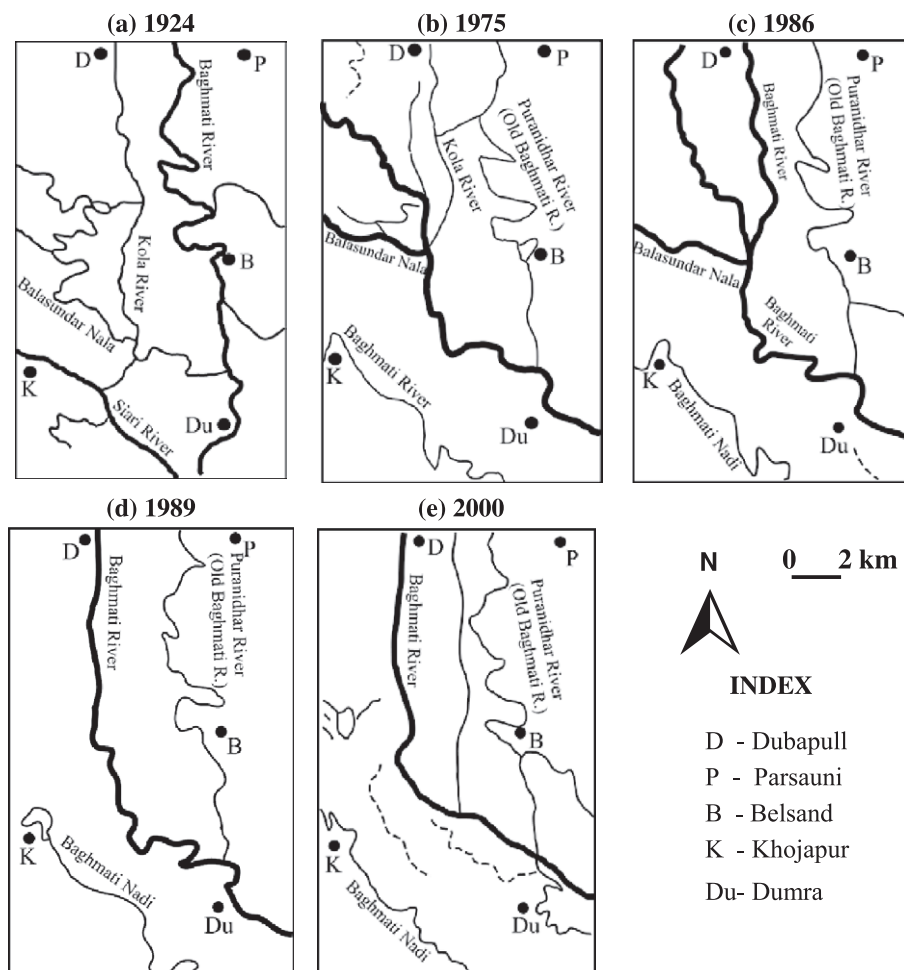 (a) 1924
D
P
Baghmati River
Kola River
B
Balasundar Nala
K
Siari River
Du
(b) 1975
D
P
Puranidhar River
(Old Baghmati R.)
Kola River
Balasundar Nala
B
Baghmati River
K
Du
(c) 1986
D
P
Baghmati River
Puranidhar River
(Old Baghmati R.)
B
Balasundar Nala
Baghmati
River
K
Baghmati Nadi
Du
(d) 1989
D
P
Baghmati River
Puranidhar River
(Old Baghmati R.)
B
K
Baghmati Nadi
Du
(e) 2000
D
P
Baghmati River
Puranidhar River
(Old Baghmati R.)
B
K
Baghmati Nadi
Du
N
0 2 km
INDEX
D - Dubapull
P - Parsauni
B - Belsand
K - Khojapur
Du- Dumra